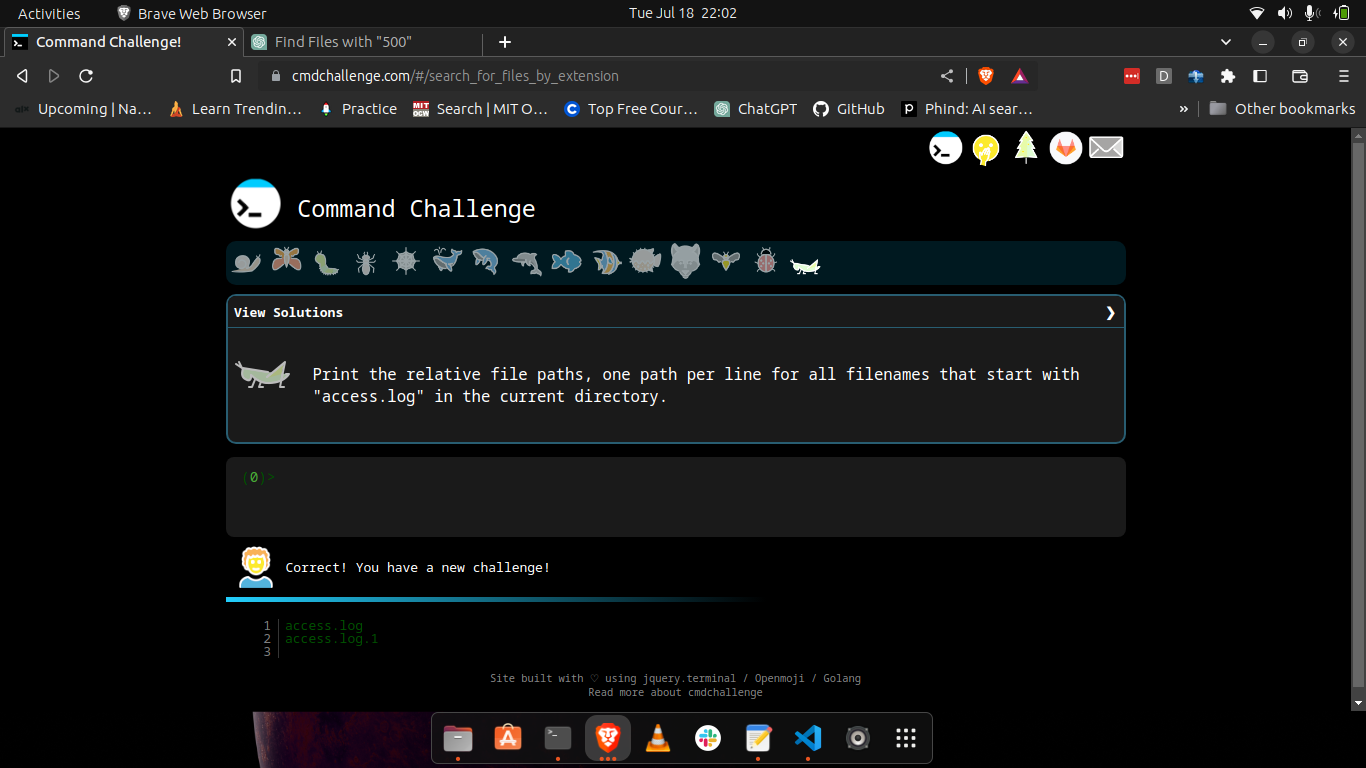 Activities
Brave Web Browser
Tue Jul 18 22:02
Command Challenge!
Find Files with "500"
cmdchallenge.com/#/search_for_files_by_extension
D
Upcoming | Na...
Learn Trendin...
Practice
MIT OCW
Search | MIT O...
C
Top Free Cour...
ChatGPT
GitHub
p
Phind: AI sear...
»
Other bookmarks
>_
>_
Command Challenge
View Solutions
❯
Print the relative file paths, one path per line for all filenames that start with
"access.log" in the current directory.
(0)>
Correct! You have a new challenge!
1 access.log
2 access.log.1
3
Site built with ♡ using jquery.terminal / Openmoji / Golang
Read more about cmdchallenge